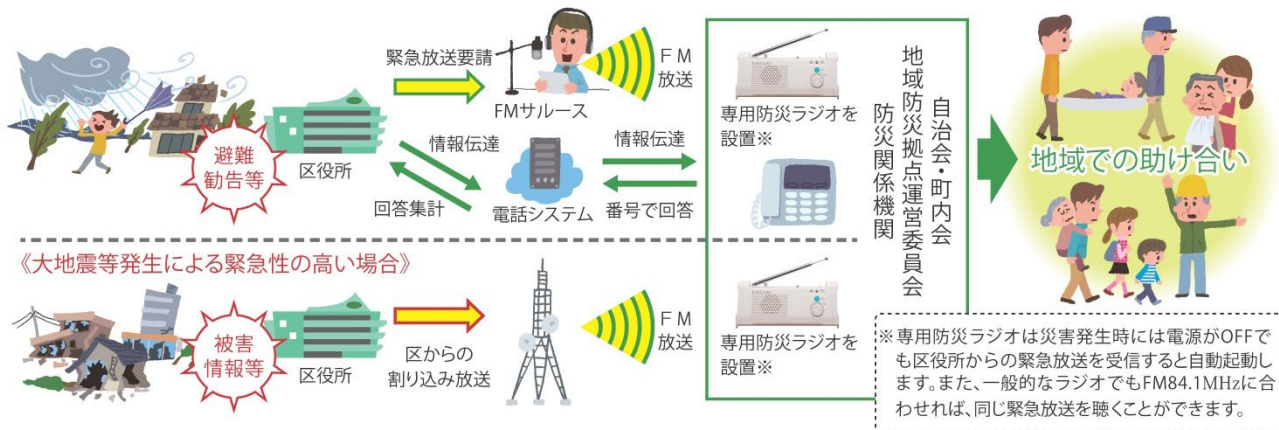 避難
勧告等
区役所
緊急放送要請
FMサルース
FM
放送
情報伝達
回答集計
電話システム
情報伝達
番号で回答
専用防災ラジオを
設置※
自治会・町内会
地域防災拠点運営委員会
防災関係機関
地域での助け合い
《大地震等発生による緊急性の高い場合》
被害
情報等
区役所
区からの
割り込み放送
FM
放送
専用防災ラジオを
設置※
※専用防災ラジオは災害発生時には電源がOFFで
も区役所からの緊急放送を受信すると自動起動し
ます。また、一般的なラジオでもFM84.1MHzに合
わせれば、同じ緊急放送を聴くことができます。